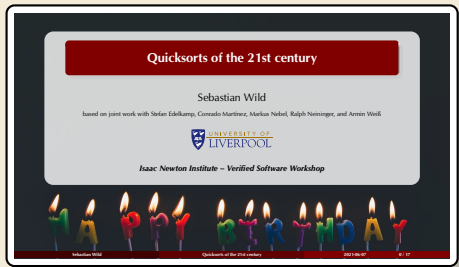 Quicksorts of the 21st century
Sebastian Wild
based on joint work with Stefan Edelkamp, Conrado Martínez, Markus Nebel, Ralph Neininger, and Armin Weiß
UNIVERSITY OF
LIVERPOOL
Isaac Newton Institute – Verified Software Workshop
HAPPY BIRTHDAY
Sebastian Wild Quicksorts of the 21st century 2021-06-07 0 / 17